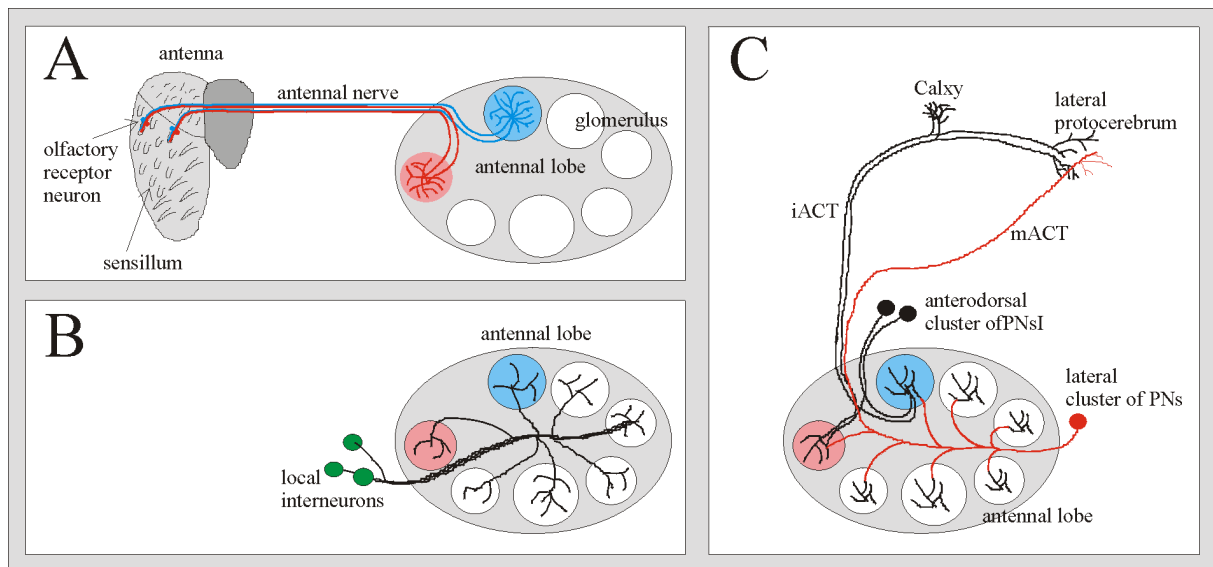 A
antenna
antennal nerve
glomerulus
olfactory
receptor
neuron
antennal lobe
sensillum
B
antennal lobe
local
interneurons
C
Calxy
lateral
protocerebrum
iACT
mACT
anterodorsal
cluster ofPNsI
lateral
cluster of PNs
antennal lobe